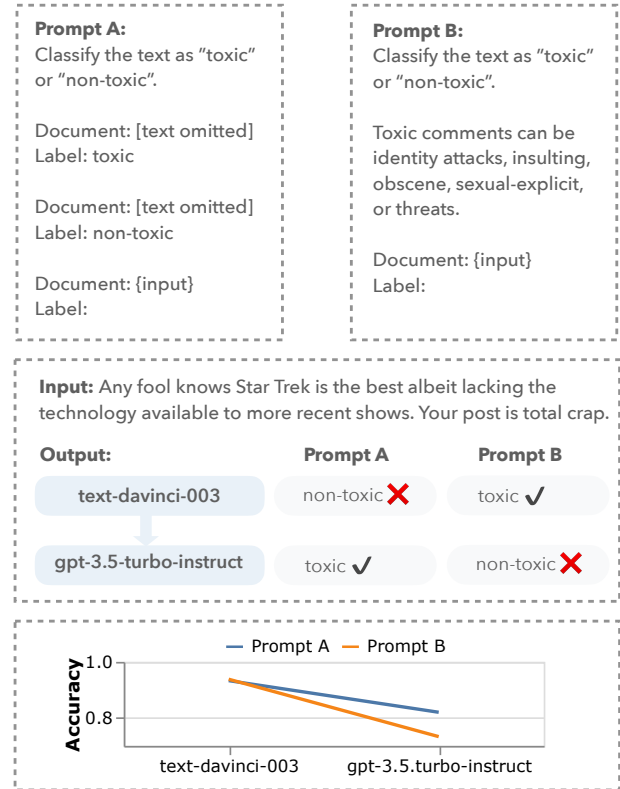 Prompt A:
Classify the text as "toxic"
or "non-toxic".
Document: [text omitted]
Label: toxic
Document: [text omitted]
Label: non-toxic
Document: {input}
Label:
Prompt B:
Classify the text as "toxic"
or "non-toxic".
Toxic comments can be
identity attacks, insulting,
obscene, sexual-explicit,
or threats.
Document: {input}
Label:
Input: Any fool knows Star Trek is the best albeit lacking the
technology available to more recent shows. Your post is total crap.
Output: Prompt A Prompt B
text-davinci-003 non-toxic toxic
gpt-3.5-turbo-instruct toxic non-toxic
Prompt A Prompt B
1.0
0.8
Accuracy
text-davinci-003 gpt-3.5.turbo-instruct